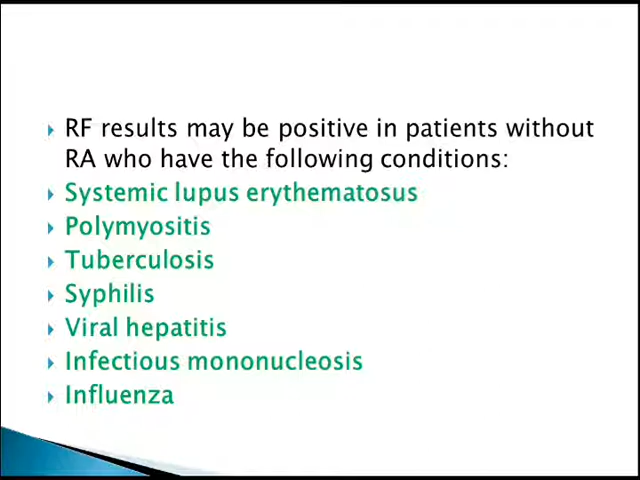 RF results may be positive in patients without
RA who have the following conditions:
Systemic lupus erythematosus
Polymyositis
Tuberculosis
Syphilis
Viral hepatitis
Infectious mononucleosis
Influenza